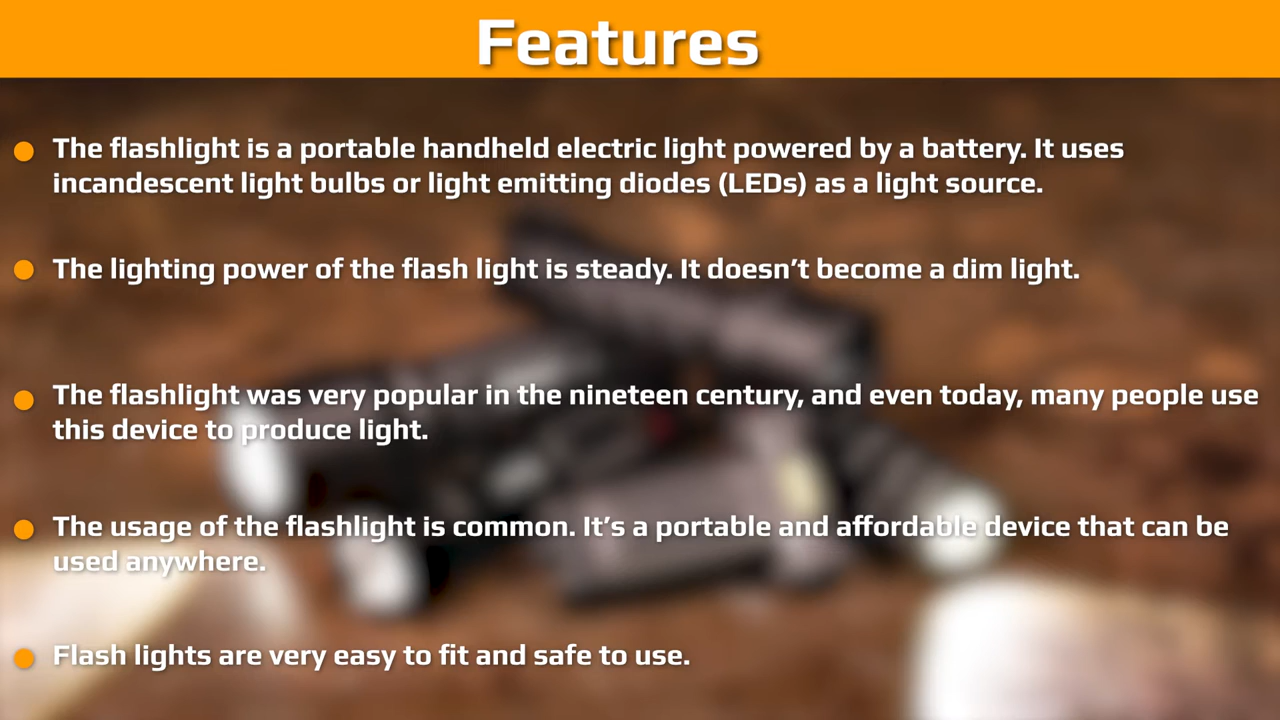 Features
The flashlight is a portable handheld electric light powered by a battery. It uses
incandescent light bulbs or light emitting diodes (LEDs) as a light source.
The lighting power of the flash light is steady. It doesn’t become a dim light.
The flashlight was very popular in the nineteen century, and even today, many people use
this device to produce light.
The usage of the flashlight is common. It’s a portable and affordable device that can be
used anywhere.
Flash lights are very easy to fit and safe to use.